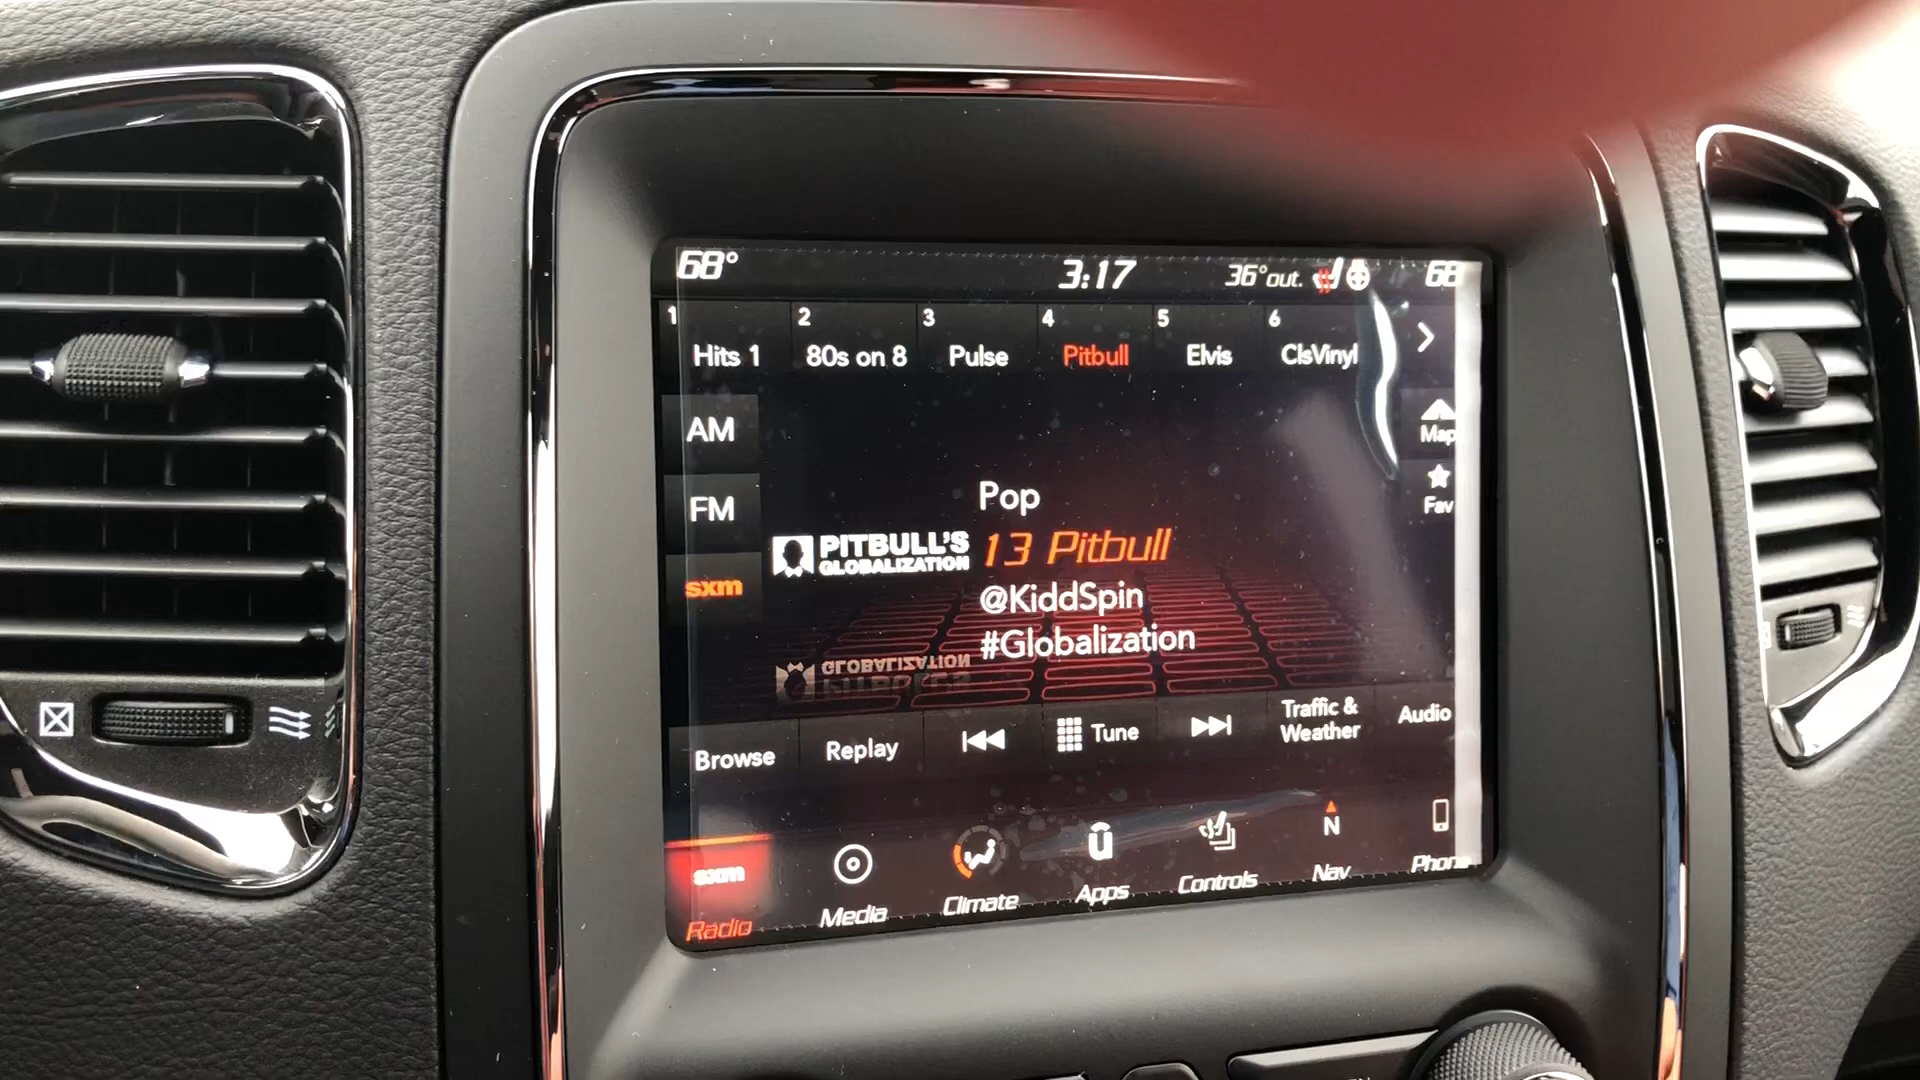 68° 3:17 36°out. 68
1 2 3 4 5 6
Hits 1 80s on 8 Pulse Pitbull Elvis ClsVinyl
AM
Map
FM
Fav
sxm
Pop
PITBULL'S
GLOBALIZATION
13 Pitbull
@KiddSpin
#Globalization
Browse Replay Tune Traffic &
Weather
Audio
sxm
N
Radio Media Climate Apps Controls Nav Phone